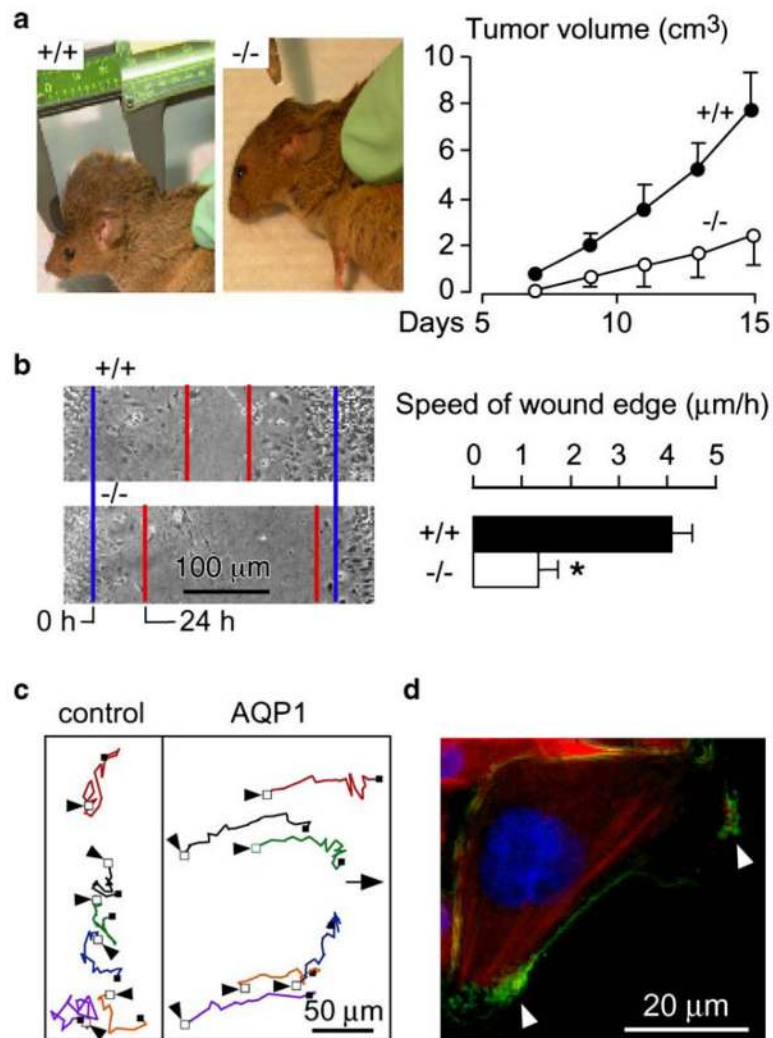 a
+/+
-/-
Tumor volume (cm3)
10
8
6
4
2
0
+/+
-/-
Days 5 10 15
b
+/+
-/-
100 μm
0 h 24 h
Speed of wound edge (μm/h)
0 1 2 3 4 5
+/+
-/- *
c
control AQP1
50 μm
d
20 μm